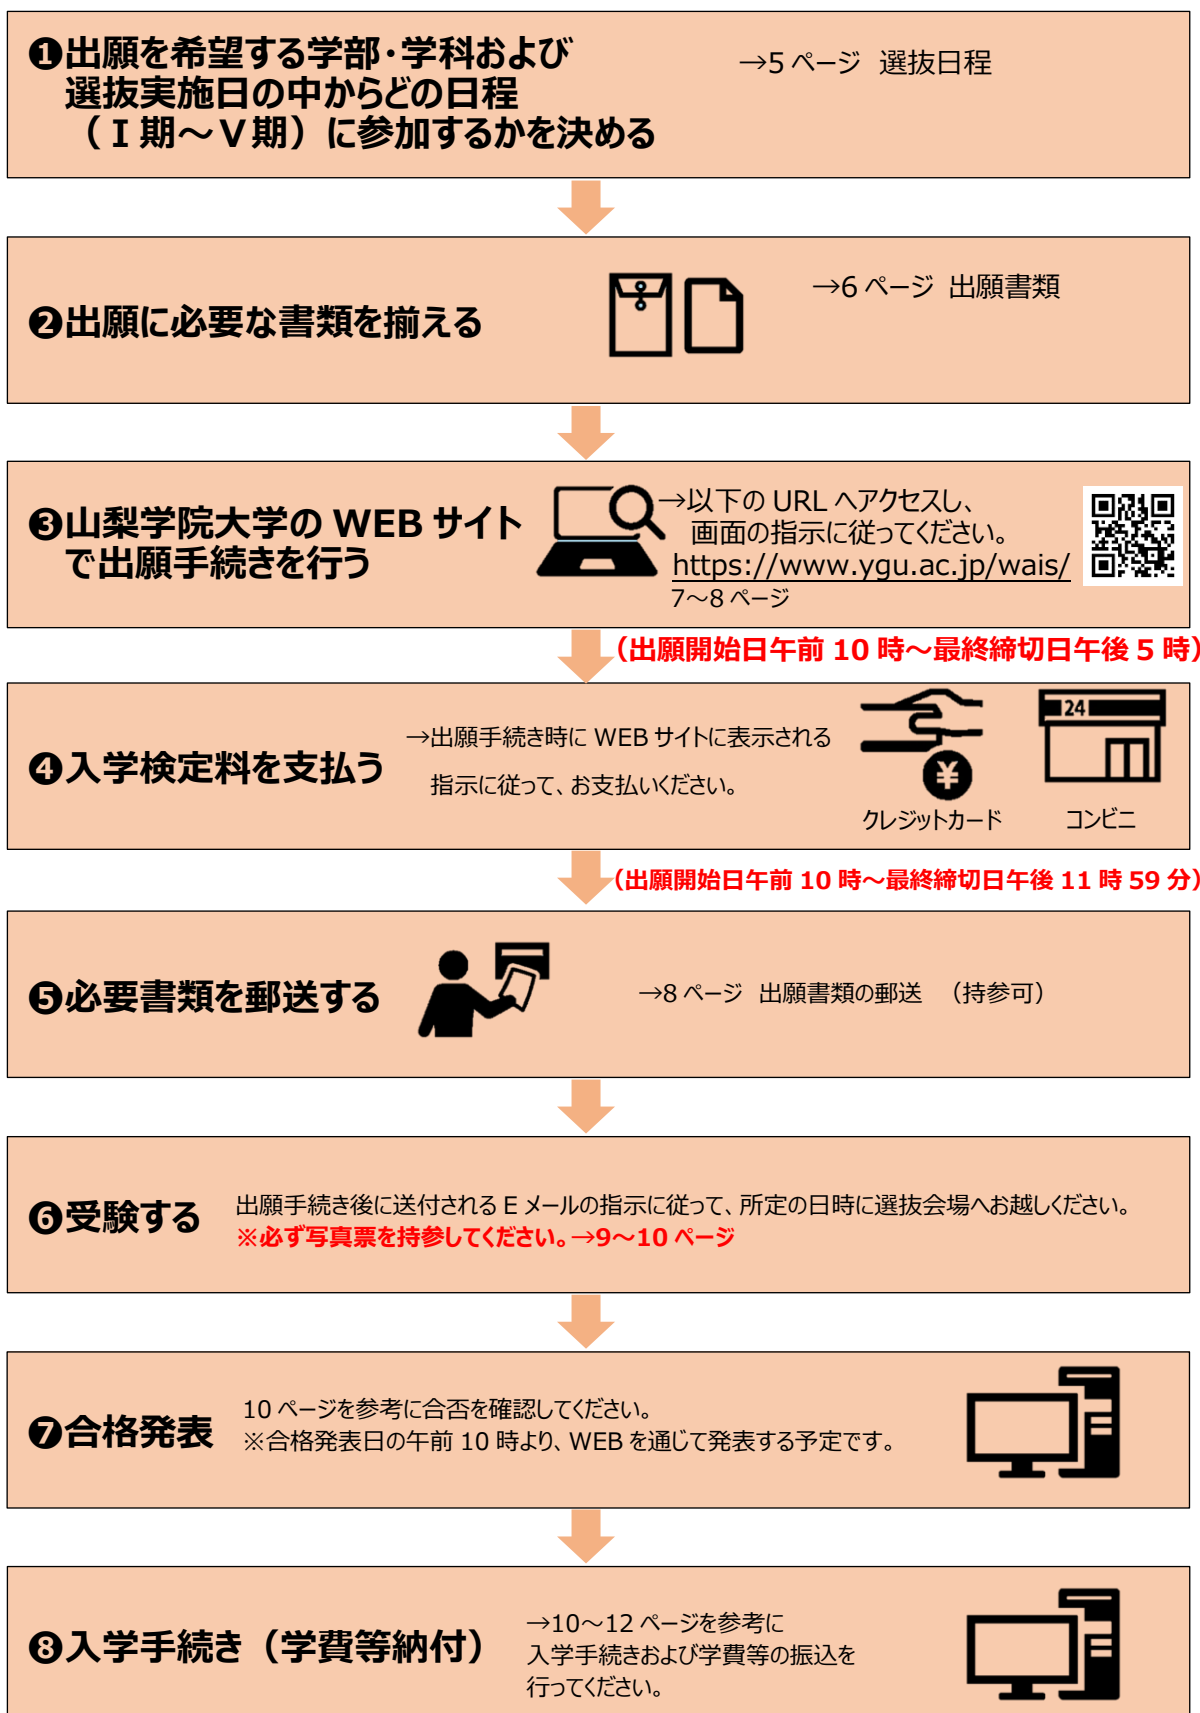 ❶出願を希望する学部・学科および
選抜実施日の中からどの日程
（Ⅰ期～Ⅴ期）に参加するかを決める
→5 ページ 選抜日程
❷出願に必要な書類を揃える
→6 ページ 出願書類
❸山梨学院大学の WEB サイト
で出願手続きを行う
→以下の URL へアクセスし、
画面の指示に従ってください。
https://www.ygu.ac.jp/wais/
7～8 ページ
（出願開始日午前 10 時～最終締切日午後 5 時）
❹入学検定料を支払う
→出願手続き時に WEB サイトに表示される
指示に従って、お支払いください。
24
¥
クレジットカード
コンビニ
（出願開始日午前 10 時～最終締切日午後 11 時 59 分）
❺必要書類を郵送する
→8 ページ 出願書類の郵送 （持参可）
❻受験する
出願手続き後に送付される E メールの指示に従って、所定の日時に選抜会場へお越しください。
※必ず写真票を持参してください。→9～10 ページ
❼合格発表
10 ページを参考に合否を確認してください。
※合格発表日の午前 10 時より、WEB を通じて発表する予定です。
❽入学手続き（学費等納付）
→10～12 ページを参考に
入学手続きおよび学費等の振込を
行ってください。